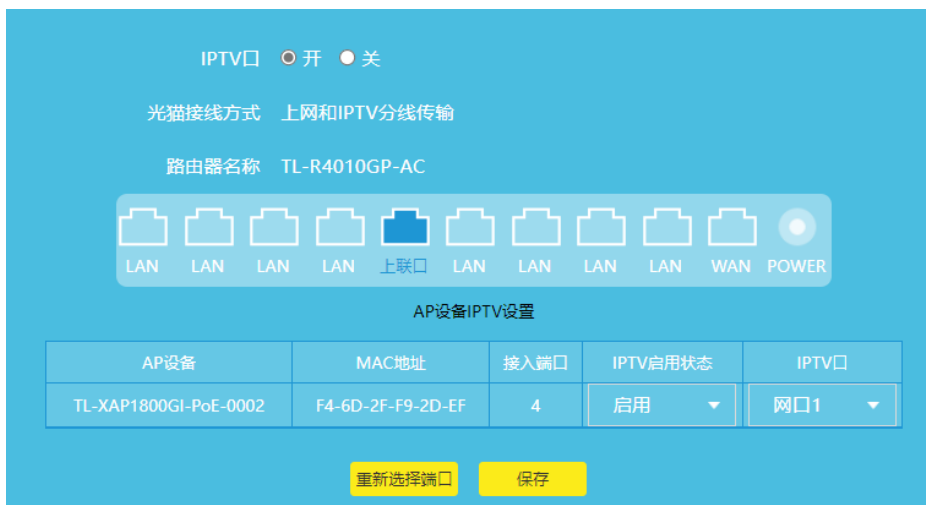 IPTV口 开 关
光猫接线方式 上网和IPTV分线传输
路由器名称 TL-R4010GP-AC
LAN LAN LAN LAN 上联口 LAN LAN LAN LAN WAN POWER
AP设备IPTV设置
AP设备 MAC地址 接入端口 IPTV启用状态 IPTV口
TL-XAP1800GI-PoE-0002 F4-6D-2F-F9-2D-EF 4 启用 网口1
重新选择端口 保存